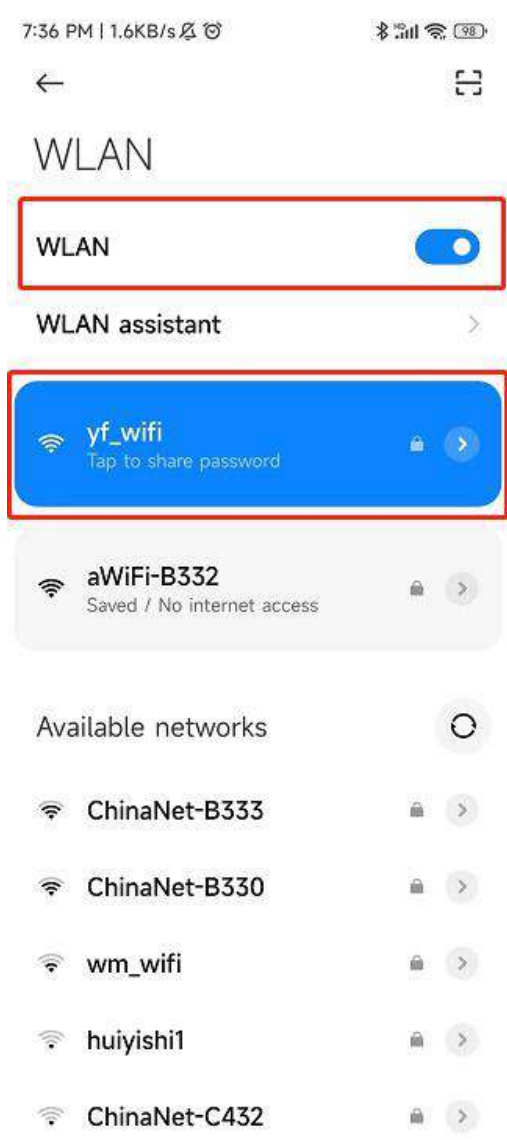 7:36 PM | 1.6KB/s
HD
98
WLAN
WLAN
WLAN assistant
yf_wifi
Tap to share password
aWiFi-B332
Saved / No internet access
Available networks
ChinaNet-B333
ChinaNet-B330
wm_wifi
huiyishi1
ChinaNet-C432